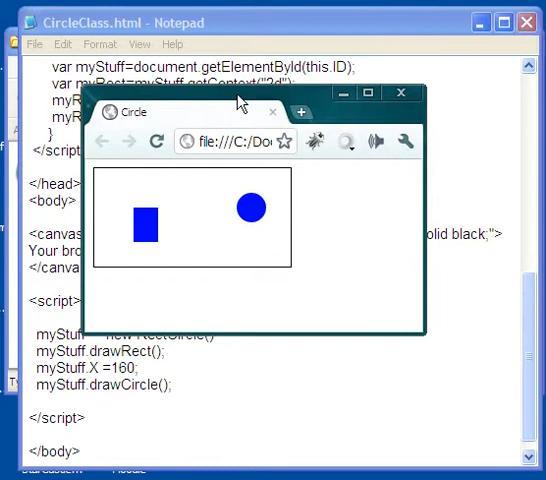 CircleClass.html - Notepad
File Edit Format View Help
var myStuff=document.getElementById(this.ID);
var myRect=myStuff.getContext("2d");
myR
myR
}
</script
</head>
<body>
<canvas olid black;">
Your bro
</canva
<script>
myStuff = new RectCircle()
myStuff.drawRect();
myStuff.X =160;
myStuff.drawCircle();
</script>
</body>
Circle
file:///C:/Do